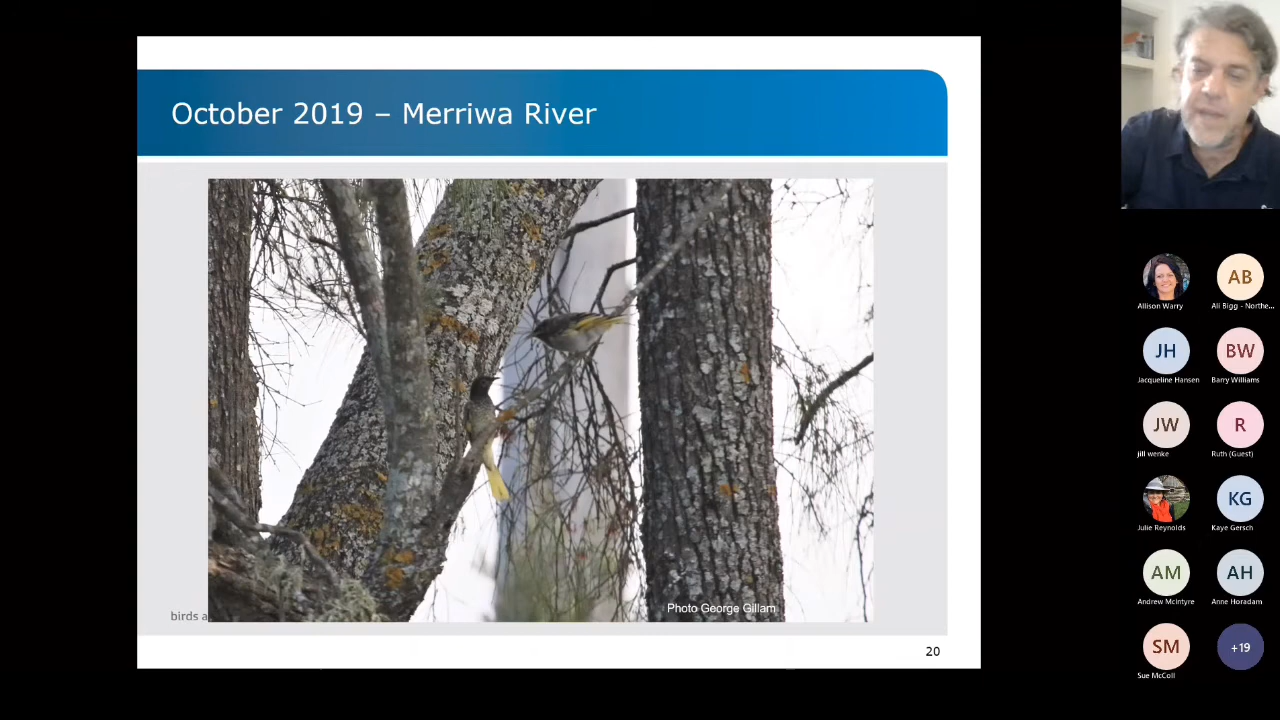 October 2019 – Merriwa River
Photo George Gillam
birds a
20
Allison Warry
AB
Ali Bigg - Northe...
JH
Jacqueline Hansen
BW
Barry Williams
JW
jill wenke
R
Ruth (Guest)
Julie Reynolds
KG
Kaye Gersch
AM
Andrew McIntyre
AH
Anne Horadam
SM
Sue McColl
+19